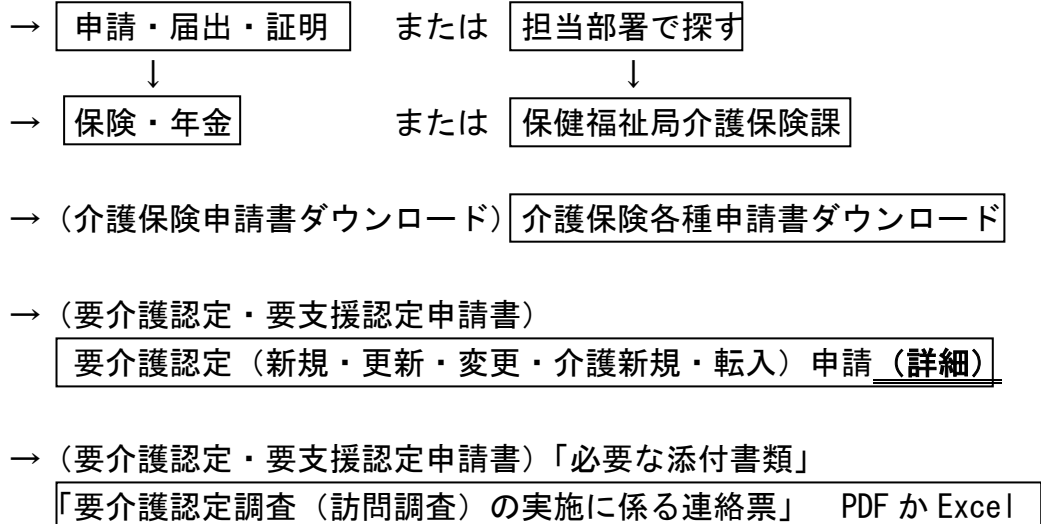 → 申請・届出・証明 または 担当部署で探す
↓ ↓
→ 保険・年金 または 保健福祉局介護保険課
→（介護保険申請書ダウンロード）介護保険各種申請書ダウンロード
→（要介護認定・要支援認定申請書）
要介護認定（新規・更新・変更・介護新規・転入）申請（詳細）
→（要介護認定・要支援認定申請書）「必要な添付書類」
「要介護認定調査（訪問調査）の実施に係る連絡票」 PDF か Excel